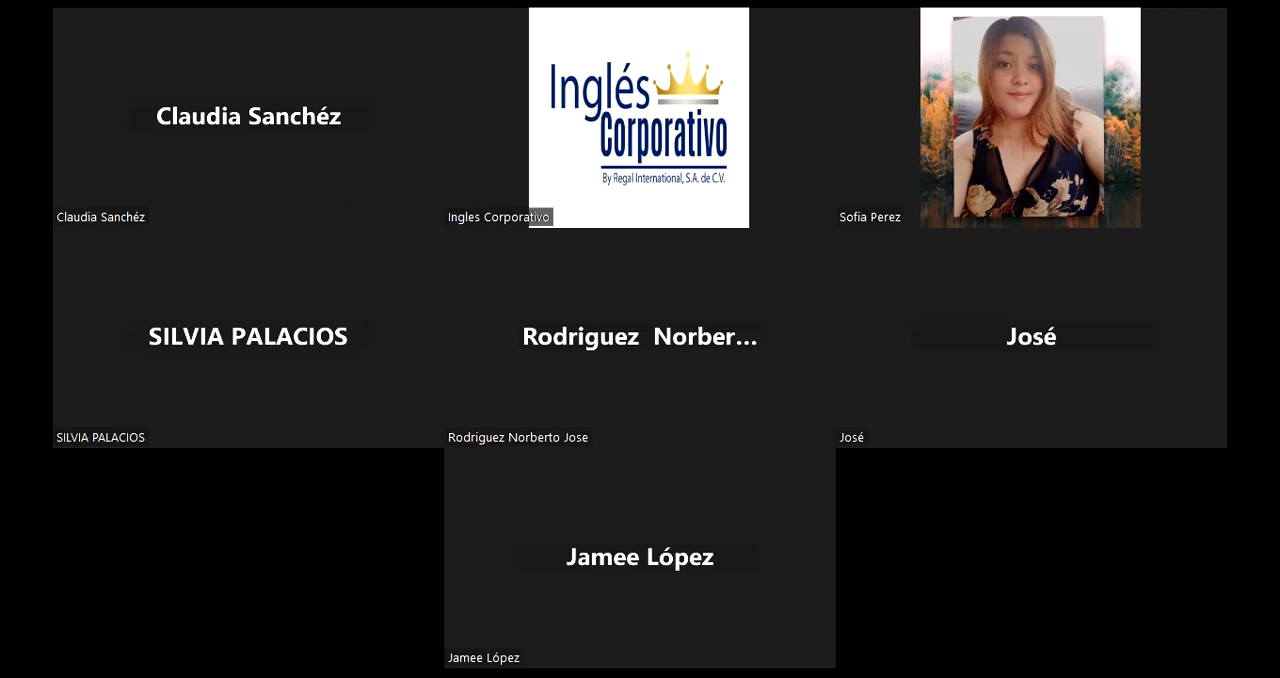 Claudia Sanchéz
Claudia Sanchéz
Inglés
Corporativo
By Regal International, S.A. de C.V.
Ingles Corporativo
Sofia Perez
SILVIA PALACIOS
SILVIA PALACIOS
Rodriguez Norber...
Rodriguez Norberto Jose
José
José
Jamee López
Jamee López